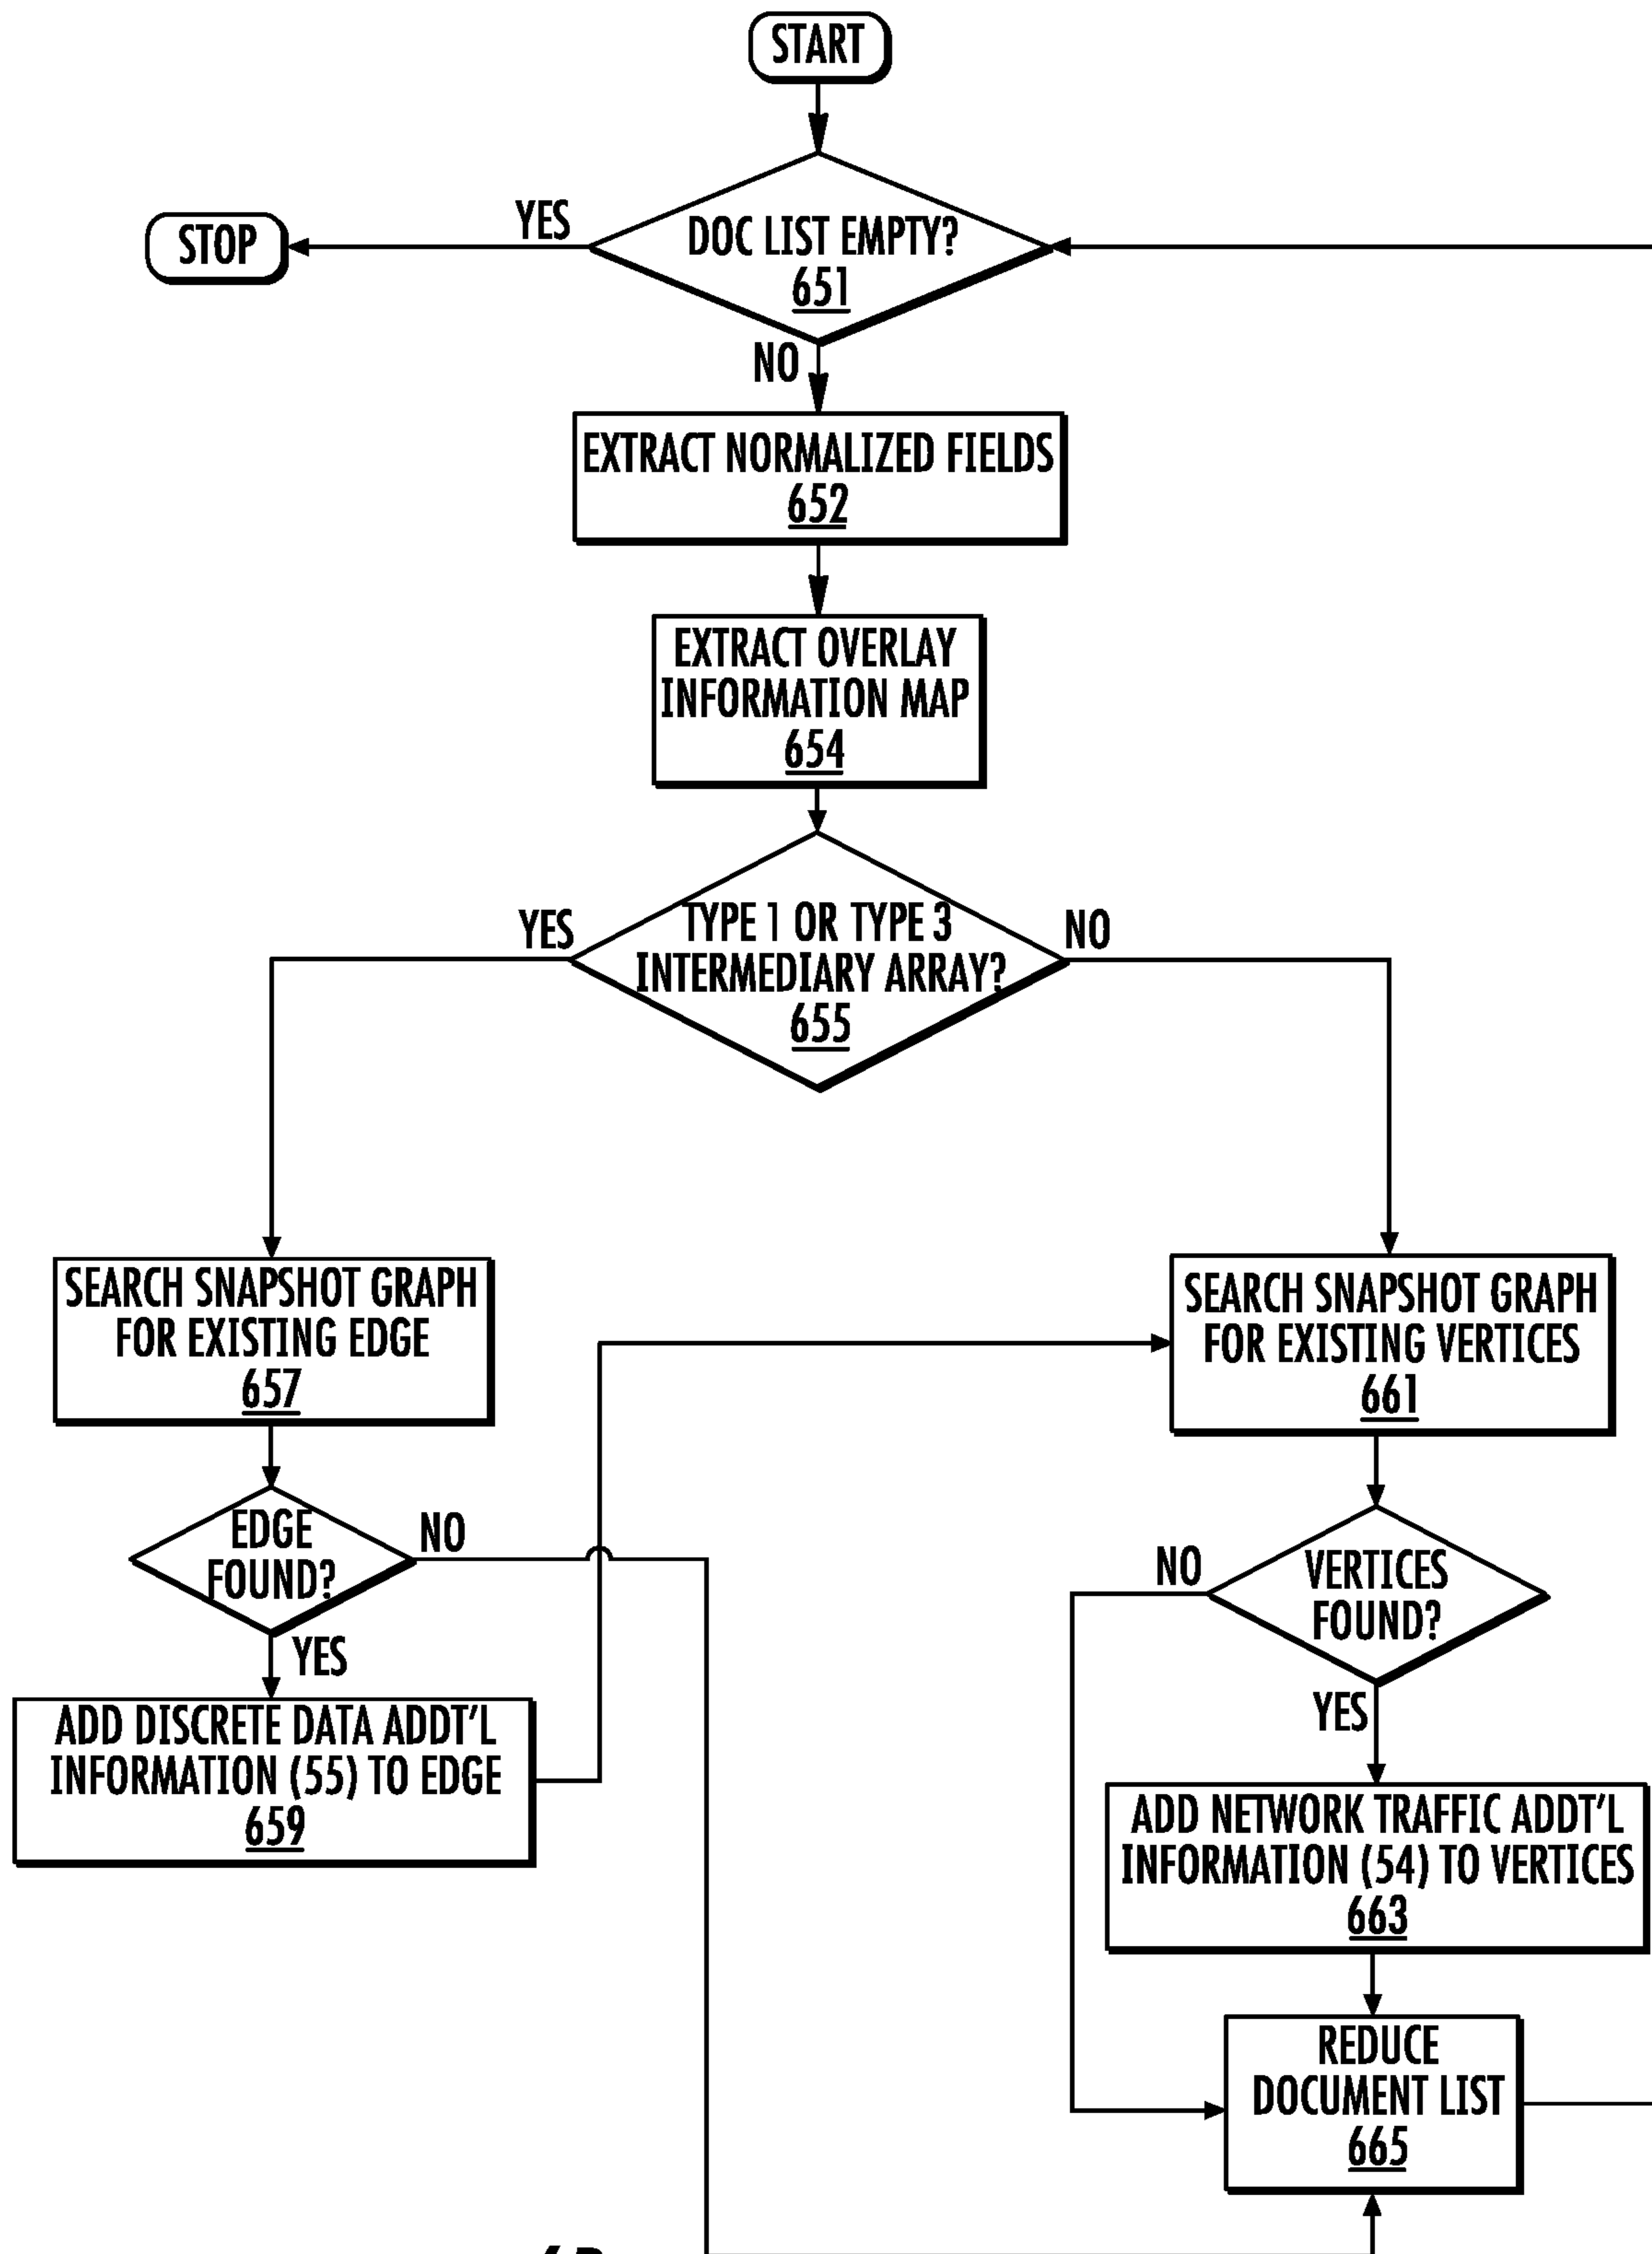 START
YES
STOP
DOC LIST EMPTY?
651
NO
EXTRACT NORMALIZED FIELDS
652
EXTRACT OVERLAY
INFORMATION MAP
654
YES
TYPE 1 OR TYPE 3
INTERMEDIARY ARRAY?
655
NO
SEARCH SNAPSHOT GRAPH
FOR EXISTING EDGE
657
SEARCH SNAPSHOT GRAPH
FOR EXISTING VERTICES
661
EDGE
FOUND?
NO
YES
NO
VERTICES
FOUND?
YES
ADD DISCRETE DATA ADDT'L
INFORMATION (55) TO EDGE
659
ADD NETWORK TRAFFIC ADDT'L
INFORMATION (54) TO VERTICES
663
REDUCE
DOCUMENT LIST
665